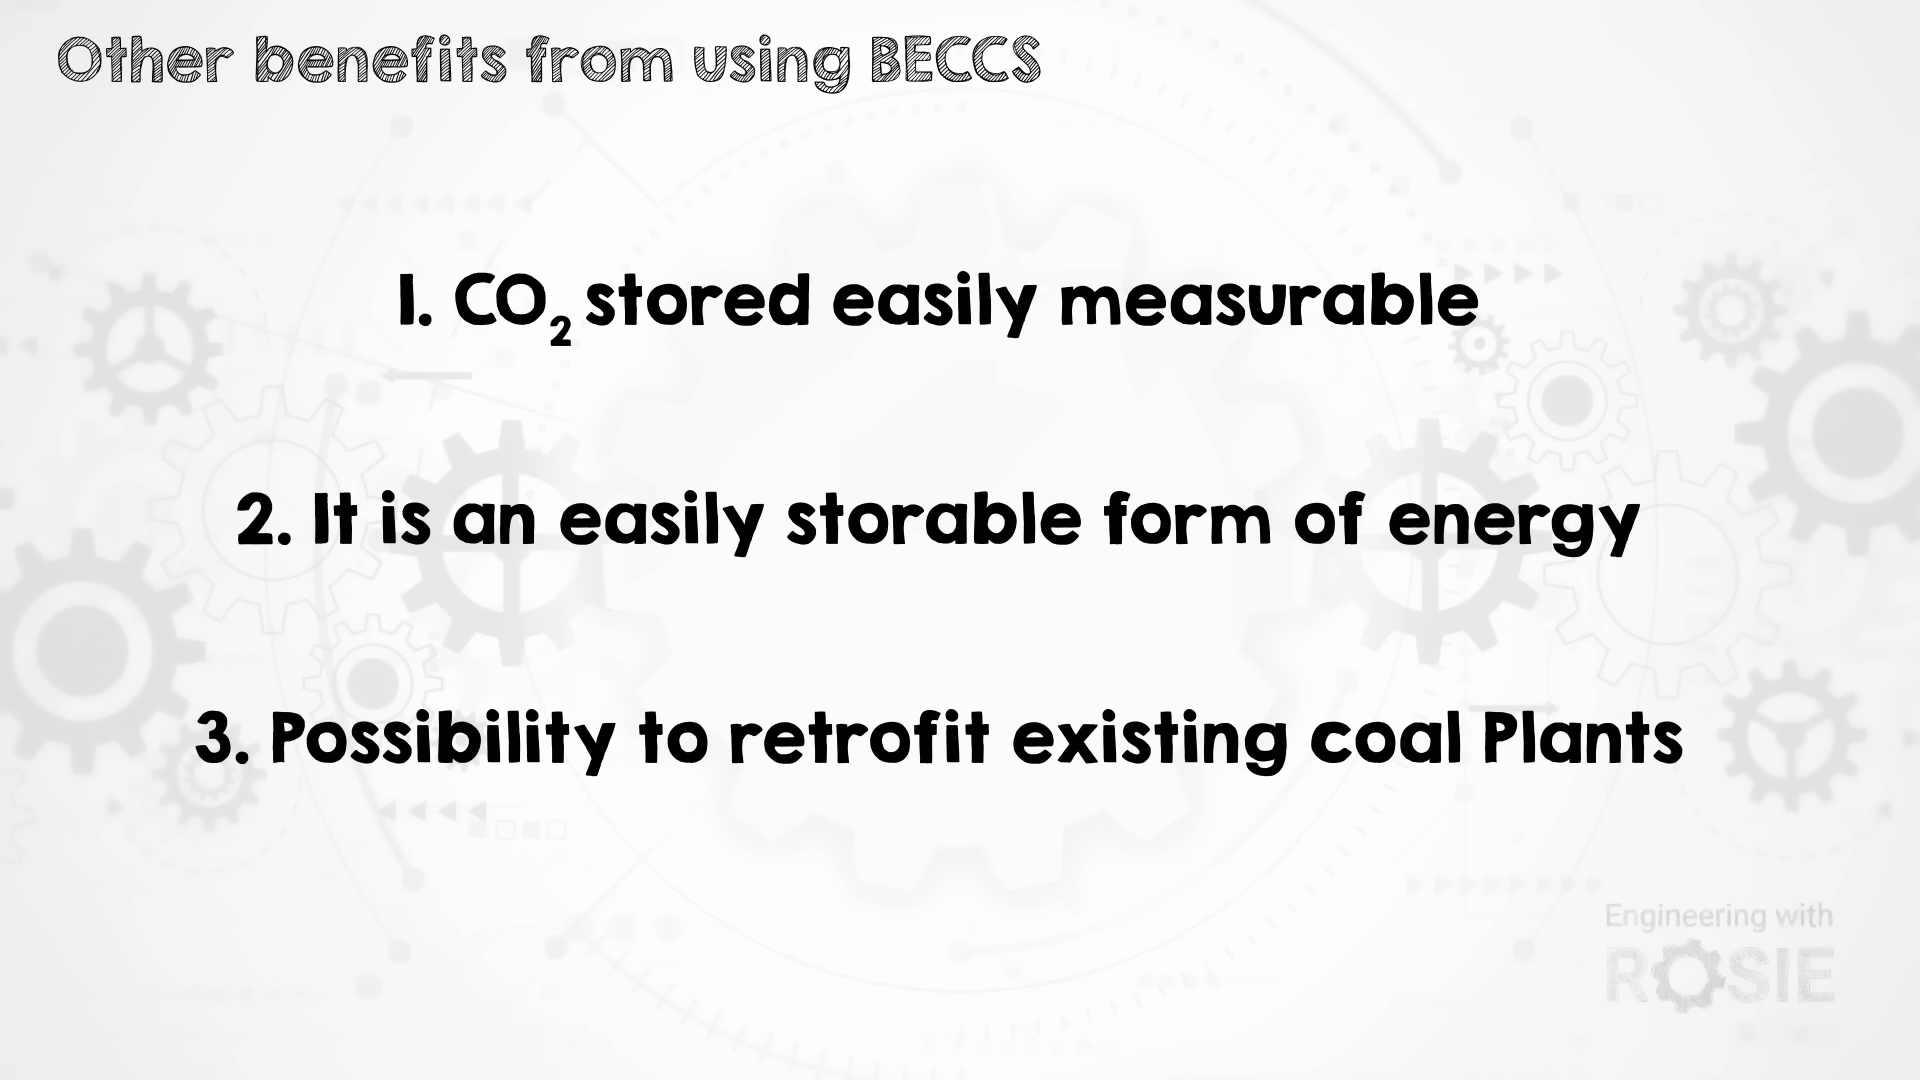 Other benefits from using BECCS
1. CO₂ stored easily measurable
2. It is an easily storable form of energy
3. Possibility to retrofit existing coal Plants
Engineering with
ROSIE